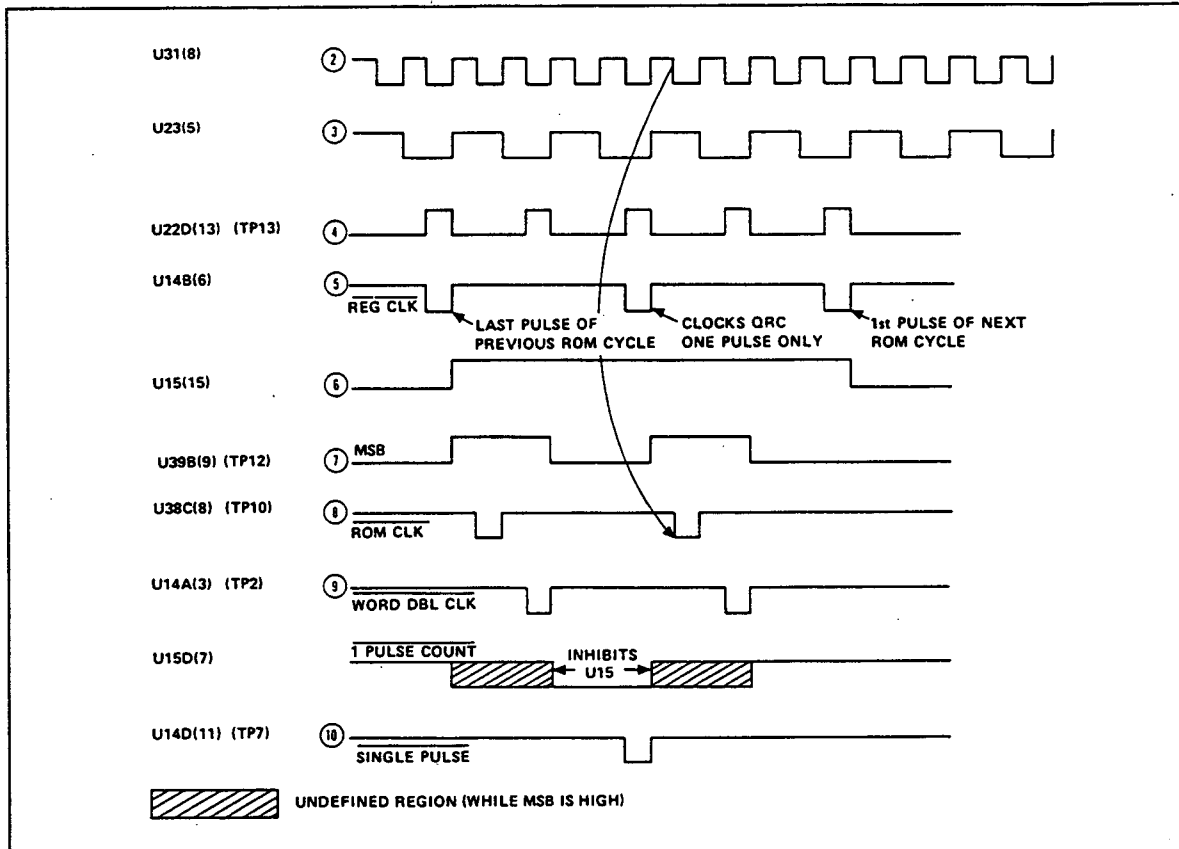 U31(8) ②
U23(5) ③
U22D(13) (TP13) ④
U14B(6) ⑤
REG CLK
LAST PULSE OF
PREVIOUS ROM CYCLE
CLOCKS QRC
ONE PULSE ONLY
1st PULSE OF NEXT
ROM CYCLE
U15(15) ⑥
U39B(9) (TP12) ⑦ MSB
U38C(8) (TP10) ⑧
ROM CLK
U14A(3) (TP2) ⑨
WORD DBL CLK
U15D(7) 1 PULSE COUNT
INHIBITS
U15
U14D(11) (TP7) ⑩
SINGLE PULSE
UNDEFINED REGION (WHILE MSB IS HIGH)